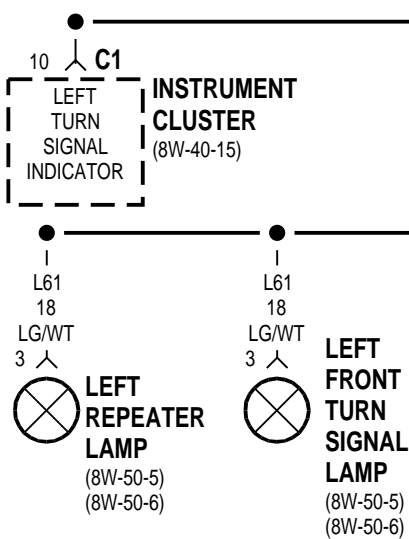 10 C1
LEFT
TURN
SIGNAL
INDICATOR
INSTRUMENT
CLUSTER
(8W-40-15)
L61
18
LG/WT
3
LEFT
REPEATER
LAMP
(8W-50-5)
(8W-50-6)
L61
18
LG/WT
3
LEFT
FRONT
TURN
SIGNAL
LAMP
(8W-50-5)
(8W-50-6)